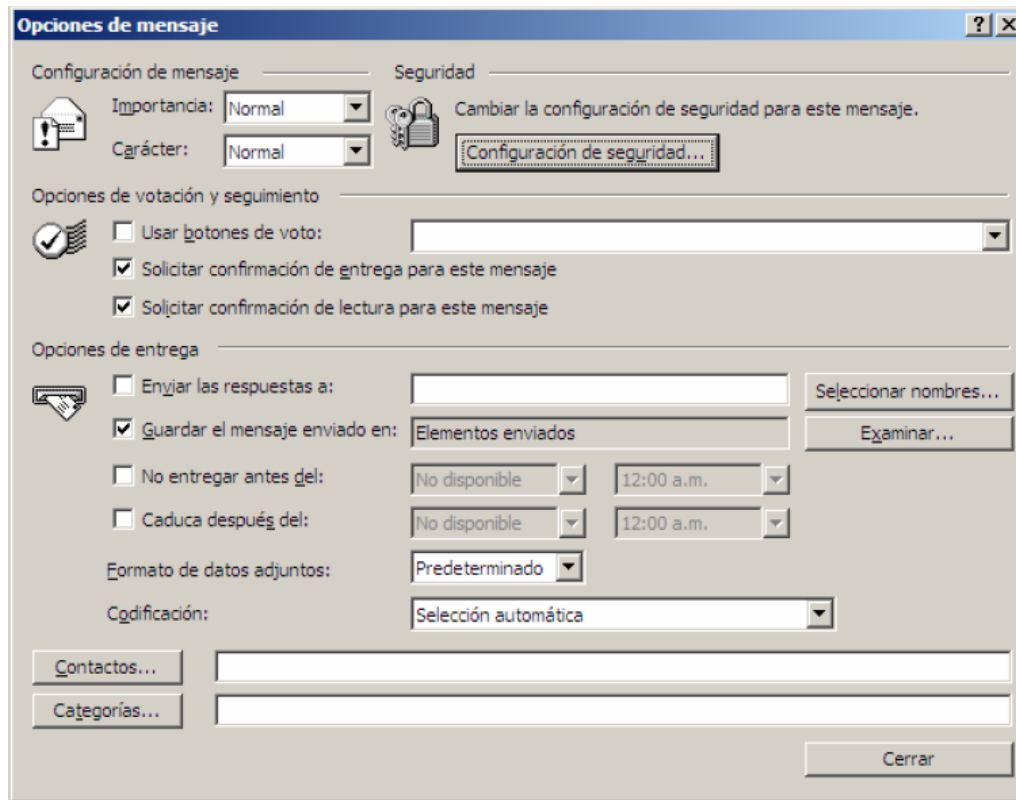 Opciones de mensaje
Configuración de mensaje Seguridad
Importancia: Normal Cambiar la configuración de seguridad para este mensaje.
Carácter: Normal Configuración de seguridad...
Opciones de votación y seguimiento
Usar botones de voto:
Solicitar confirmación de entrega para este mensaje
Solicitar confirmación de lectura para este mensaje
Opciones de entrega
Enviar las respuestas a: Seleccionar nombres...
Guardar el mensaje enviado en: Elementos enviados Examinar...
No entregar antes del: No disponible 12:00 a.m.
Caduca después del: No disponible 12:00 a.m.
Formato de datos adjuntos: Predeterminado
Codificación: Selección automática
Contactos...
Categorías...
Cerrar